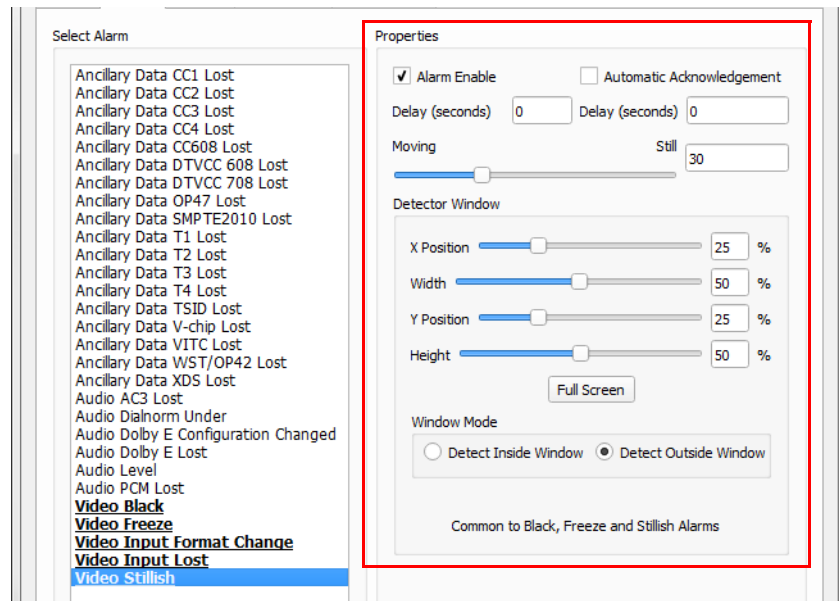 Select Alarm
Ancillary Data CC1 Lost
Ancillary Data CC2 Lost
Ancillary Data CC3 Lost
Ancillary Data CC4 Lost
Ancillary Data CC608 Lost
Ancillary Data DTVCC 608 Lost
Ancillary Data DTVCC 708 Lost
Ancillary Data OP47 Lost
Ancillary Data SMPTE2010 Lost
Ancillary Data T1 Lost
Ancillary Data T2 Lost
Ancillary Data T3 Lost
Ancillary Data T4 Lost
Ancillary Data TSID Lost
Ancillary Data V-chip Lost
Ancillary Data VITC Lost
Ancillary Data WST/OP42 Lost
Ancillary Data XDS Lost
Audio AC3 Lost
Audio Dialnorm Under
Audio Dolby E Configuration Changed
Audio Dolby E Lost
Audio Level
Audio PCM Lost
Video Black
Video Freeze
Video Input Format Change
Video Input Lost
Video Stillish
Properties
Alarm Enable Automatic Acknowledgement
Delay (seconds) 0 Delay (seconds) 0
Moving Still 30
Detector Window
X Position 25 %
Width 50 %
Y Position 25 %
Height 50 %
Full Screen
Window Mode
Detect Inside Window Detect Outside Window
Common to Black, Freeze and Stillish Alarms